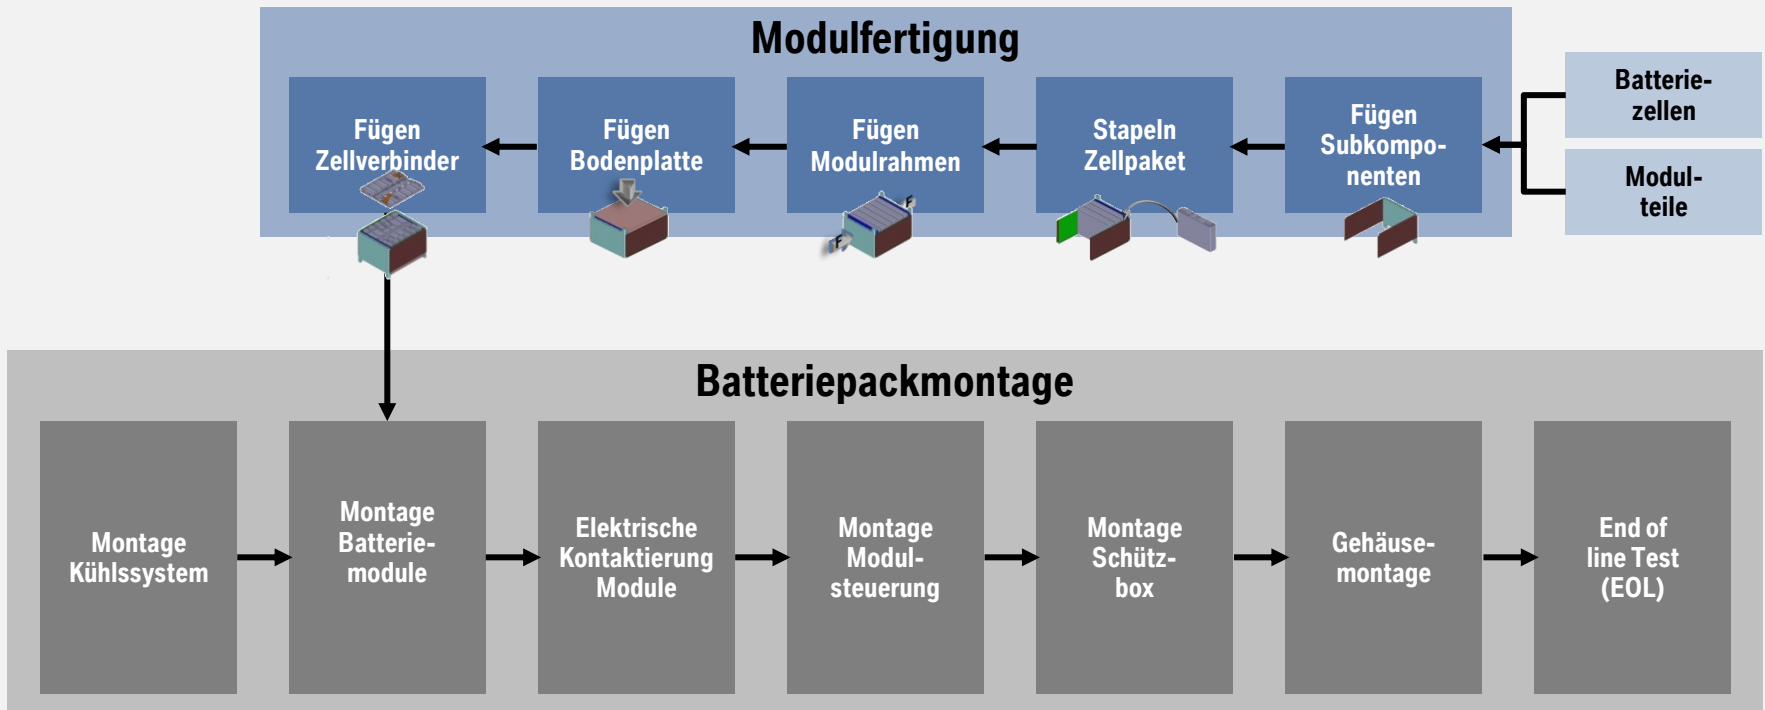 Modulfertigung
Fügen
Zellverbinder
Fügen
Bodenplatte
Fügen
Modulrahmen
Stapeln
Zellpaket
Fügen
Subkompo-
nenten
Batterie-
zellen
Modul-
teile
F
F
Batteriepackmontage
Montage
Kühlssystem
Montage
Batterie-
module
Elektrische
Kontaktierung
Module
Montage
Modul-
steuerung
Montage
Schütz-
box
Gehäuse-
montage
End of
line Test
(EOL)